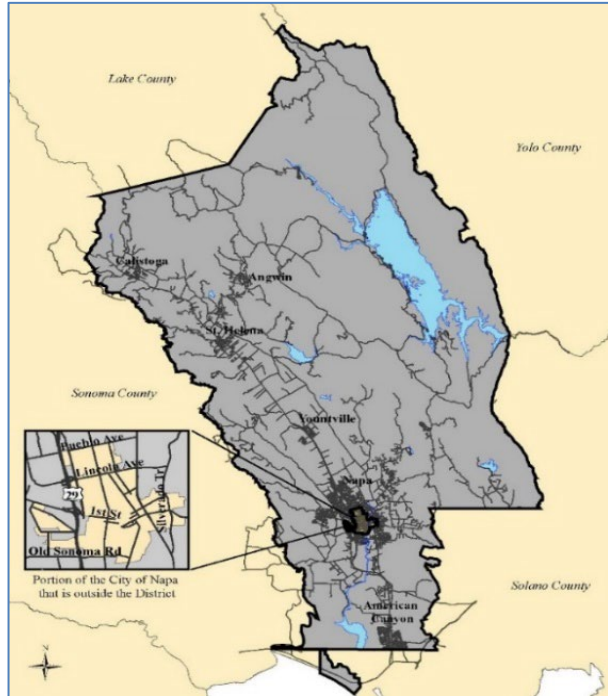 Lake County
Yolo County
Calistoga
Angwin
St. Helena
Sonoma County
Yountville
Pueblo Ave
Lincoln Ave
29
1st St
Silverado Tr
Old Sonoma Rd
Napa
Portion of the City of Napa
that is outside the District
Solano County
American
Canyon
N